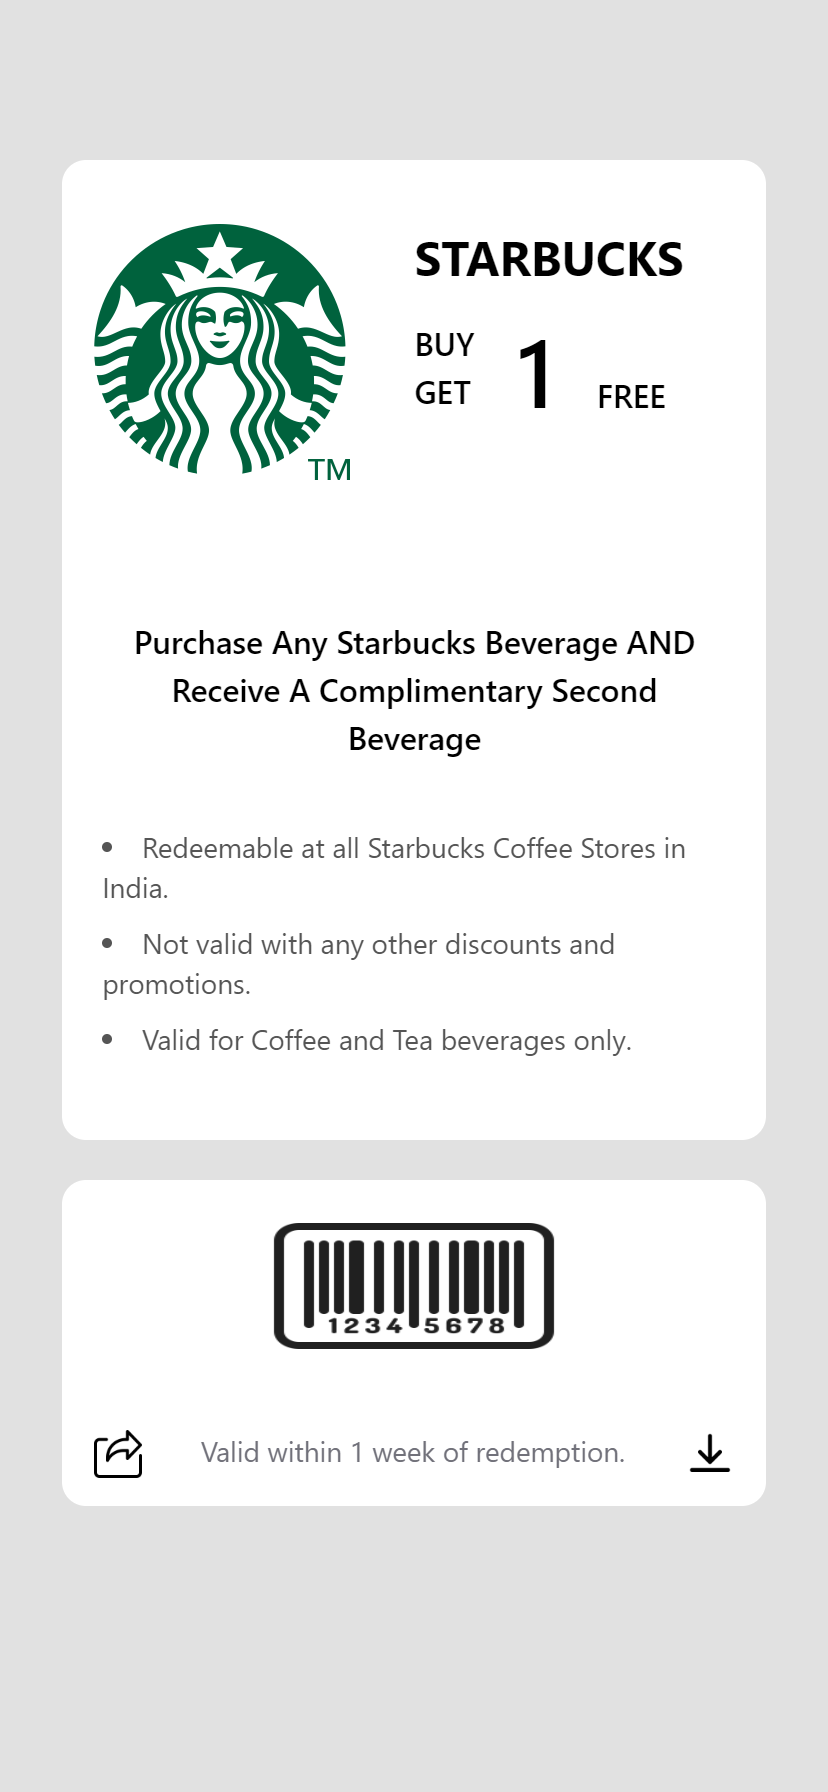 STARBUCKS
BUY
GET
1
FREE
TM
Purchase Any Starbucks Beverage AND
Receive A Complimentary Second
Beverage
• Redeemable at all Starbucks Coffee Stores in
India.
• Not valid with any other discounts and
promotions.
• Valid for Coffee and Tea beverages only.
1234 5678
Valid within 1 week of redemption.